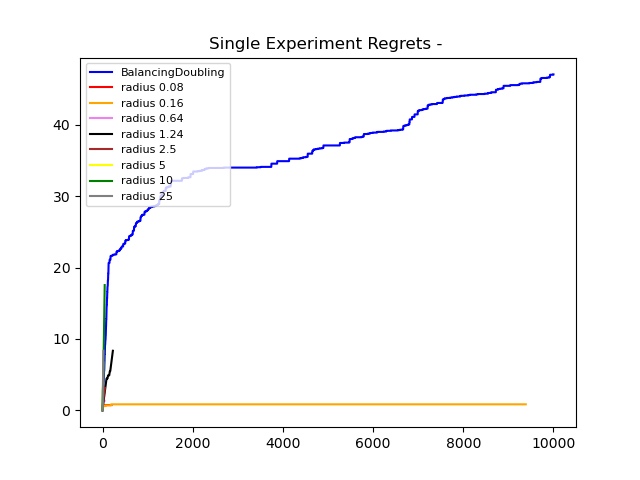 Single Experiment Regrets -
BalancingDoubling
radius 0.08
radius 0.16
radius 0.64
radius 1.24
radius 2.5
radius 5
radius 10
radius 25
40
30
20
10
0
0 2000 4000 6000 8000 10000